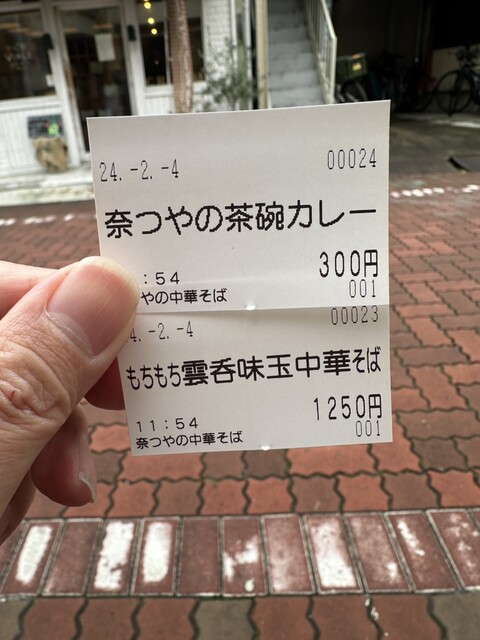 24.-2.-4 00024
奈つやの茶碗カレー
300円
:54 001
やの中華そば
4.-2.-4 00023
もちもち雲呑味玉中華そば
1250円
11:54 001
奈つやの中華そば